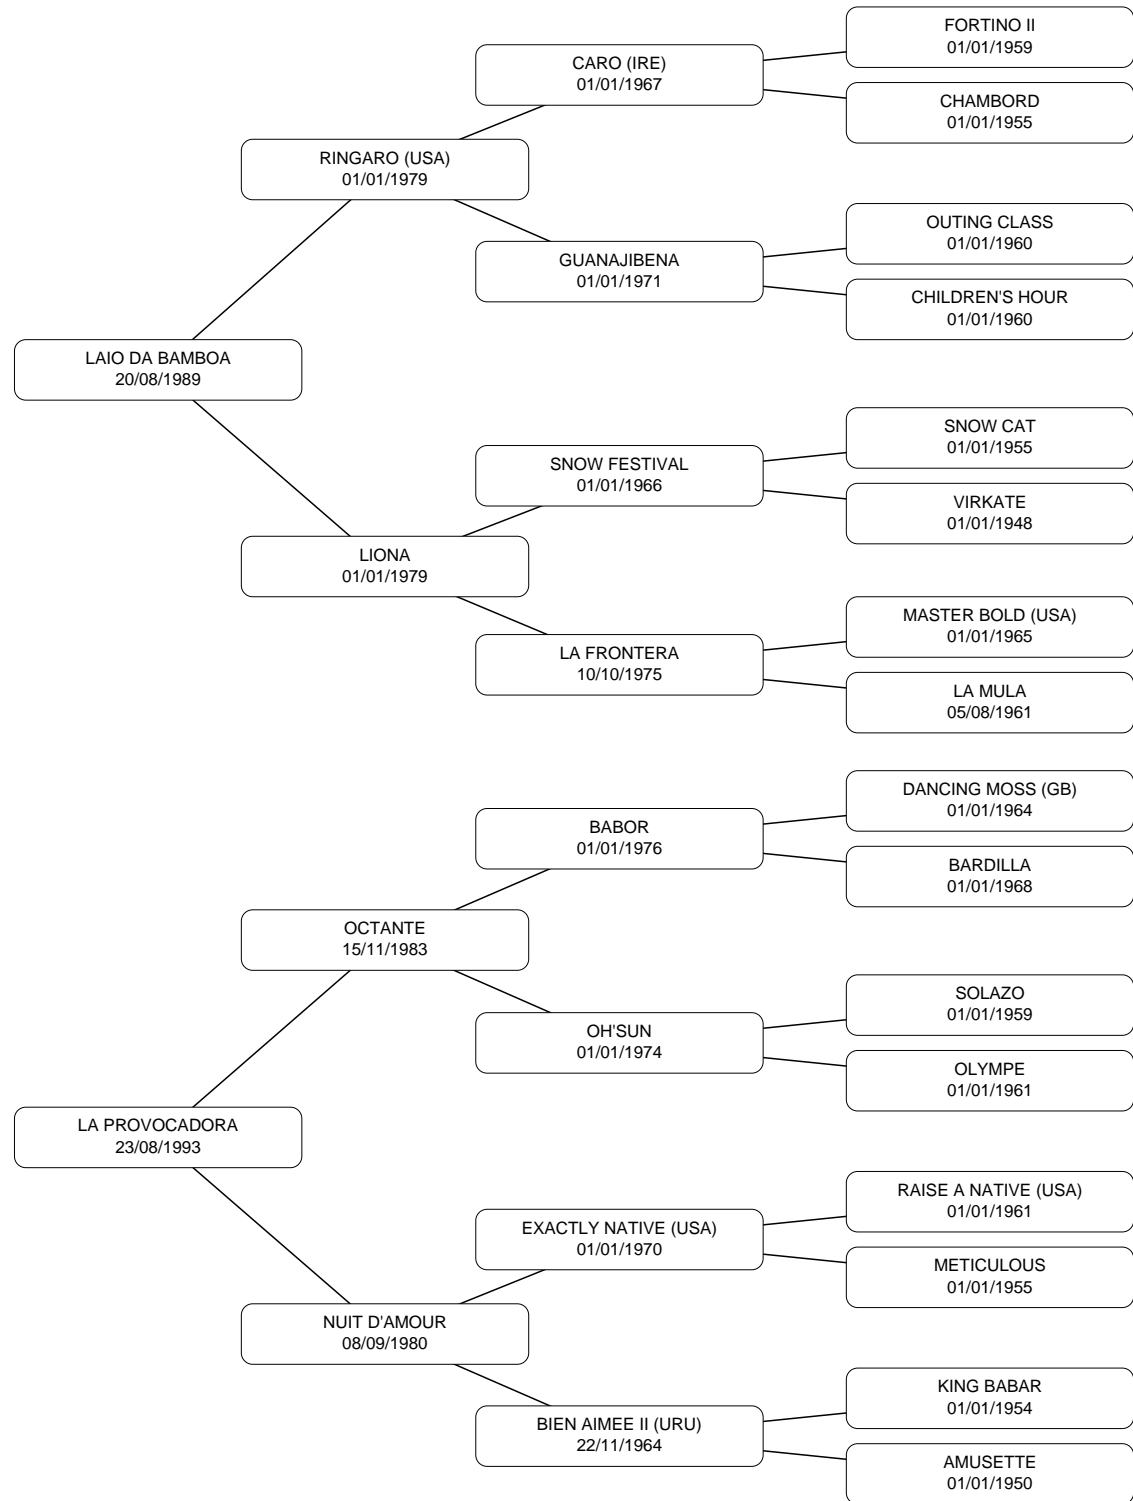 FORTINO II
01/01/1959
CARO (IRE)
01/01/1967
CHAMBORD
01/01/1955
RINGARO (USA)
01/01/1979
OUTING CLASS
01/01/1960
GUANAJIBENA
01/01/1971
CHILDREN'S HOUR
01/01/1960
LAIO DA BAMBOA
20/08/1989
SNOW CAT
01/01/1955
SNOW FESTIVAL
01/01/1966
VIRKATE
01/01/1948
LIONA
01/01/1979
MASTER BOLD (USA)
01/01/1965
LA FRONTERA
10/10/1975
LA MULA
05/08/1961
DANCING MOSS (GB)
01/01/1964
BABOR
01/01/1976
BARDILLA
01/01/1968
OCTANTE
15/11/1983
SOLAZO
01/01/1959
OH'SUN
01/01/1974
OLYMPE
01/01/1961
LA PROVOCADORA
23/08/1993
RAISE A NATIVE (USA)
01/01/1961
EXACTLY NATIVE (USA)
01/01/1970
METICULOUS
01/01/1955
NUIT D'AMOUR
08/09/1980
KING BABAR
01/01/1954
BIEN AIMEE II (URU)
22/11/1964
AMUSETTE
01/01/1950